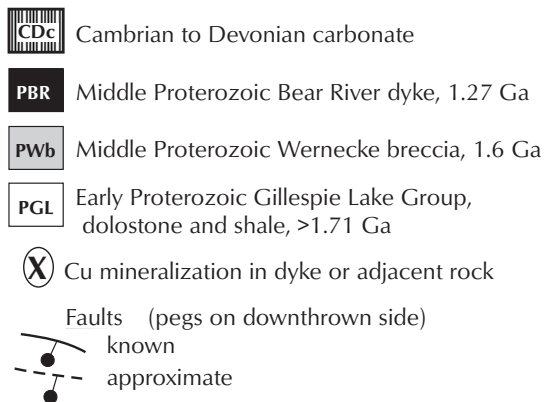 CDc Cambrian to Devonian carbonate
PBR Middle Proterozoic Bear River dyke, 1.27 Ga
PWb Middle Proterozoic Wernecke breccia, 1.6 Ga
PGL Early Proterozoic Gillespie Lake Group,
dolostone and shale, >1.71 Ga
X Cu mineralization in dyke or adjacent rock
Faults (pegs on downthrown side)
known
approximate